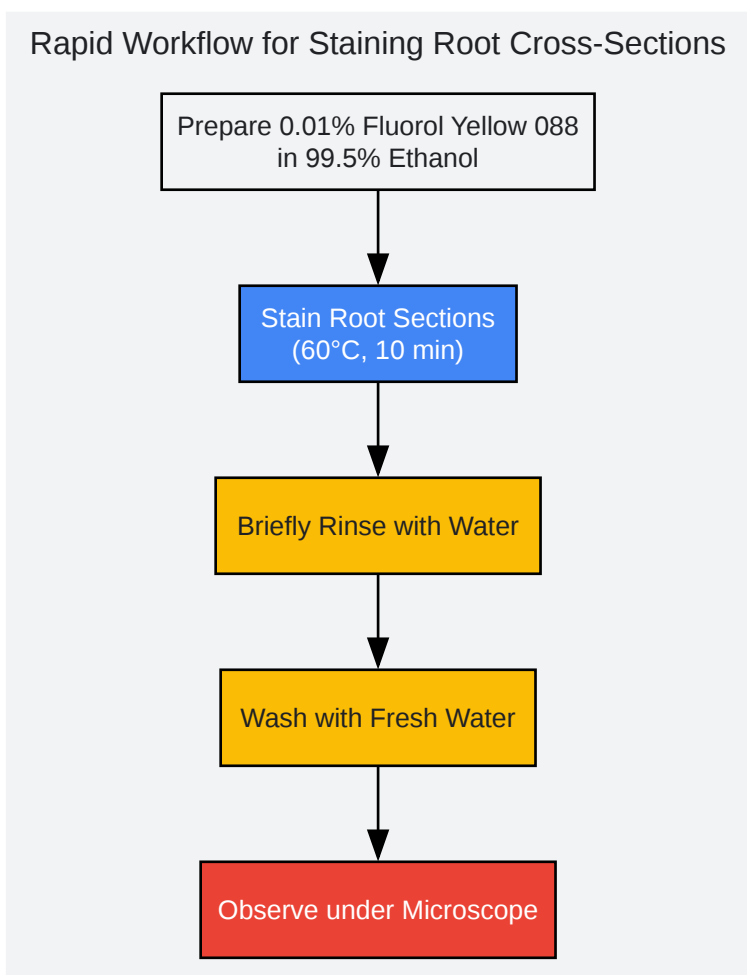 Rapid Workflow for Staining Root Cross-Sections
Prepare 0.01% Fluorol Yellow 088
in 99.5% Ethanol
Stain Root Sections
(60°C, 10 min)
Briefly Rinse with Water
Wash with Fresh Water
Observe under Microscope